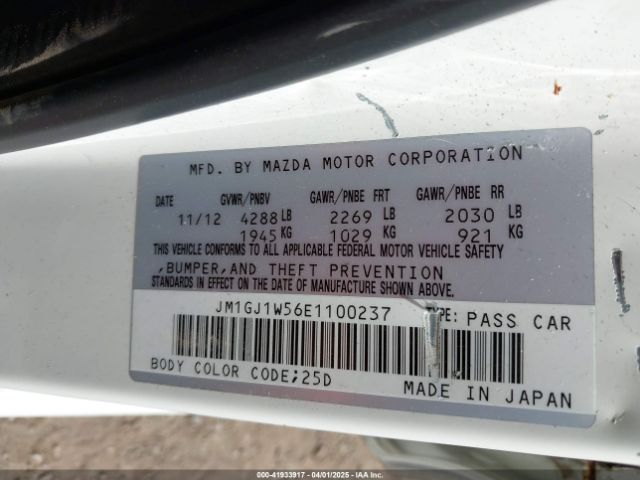 MFD. BY MAZDA MOTOR CORPORATION
DATE GVWR/PNBV GAWR/PNBE FRT GAWR/PNBE RR
11/12 4288 LB 2269 LB 2030 LB
1945 KG 1029 KG 921 KG
THIS VEHICLE CONFORMS TO ALL APPLICABLE FEDERAL MOTOR VEHICLE SAFETY
,BUMPER,AND THEFT PREVENTION
STANDARDS IN EFFECT ON THE DATE OF MANUFACTURE SHOWN ABOVE.
JM1GJ1W56E1100237 TYPE: PASS CAR
BODY COLOR CODE;25D MADE IN JAPAN
000-41933917 - 04/01/2025 - IAAI, Inc.